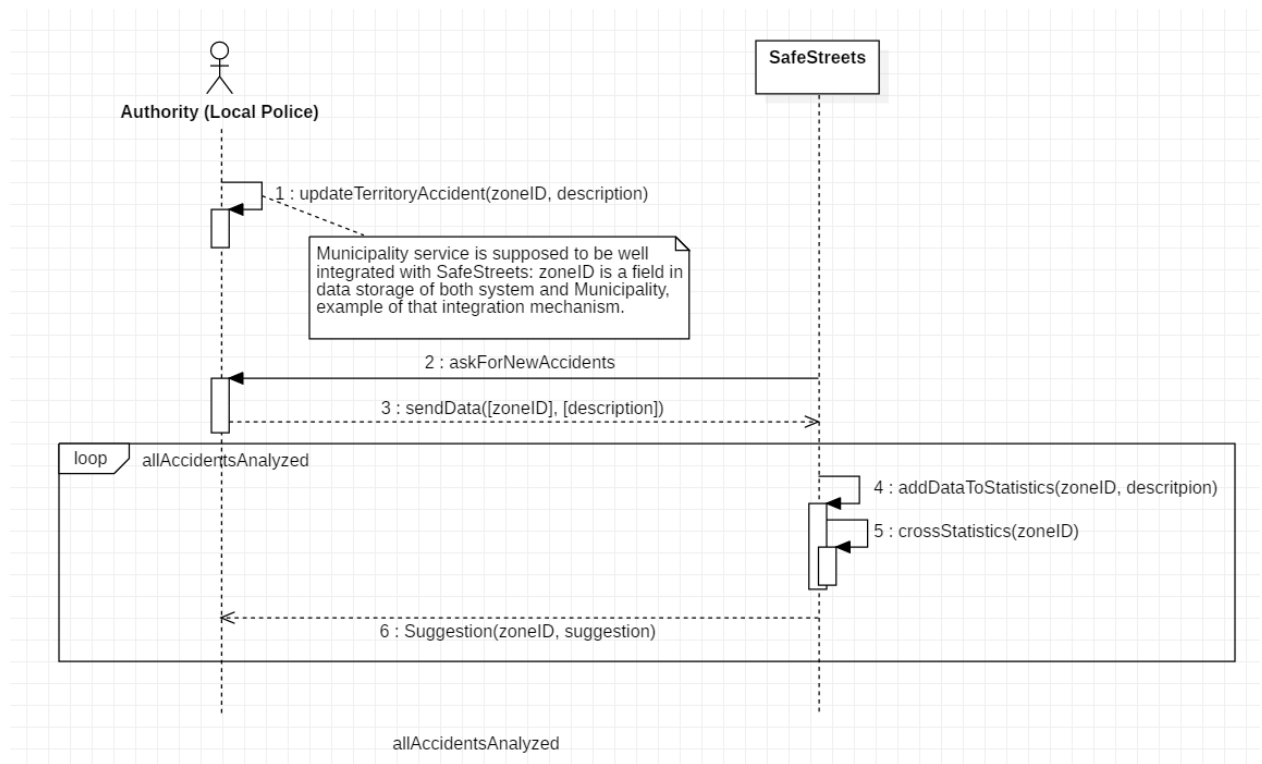 SafeStreets
Authority (Local Police)
1 : updateTerritoryAccident(zoneID, description)
Municipality service is supposed to be well
integrated with SafeStreets: zoneID is a field in
data storage of both system and Municipality,
example of that integration mechanism.
2 : askForNewAccidents
3 : sendData([zoneID], [description])
loop
allAccidentsAnalyzed
4 : addDataToStatistics(zoneID, descritpion)
5 : crossStatistics(zoneID)
6 : Suggestion(zoneID, suggestion)
allAccidentsAnalyzed